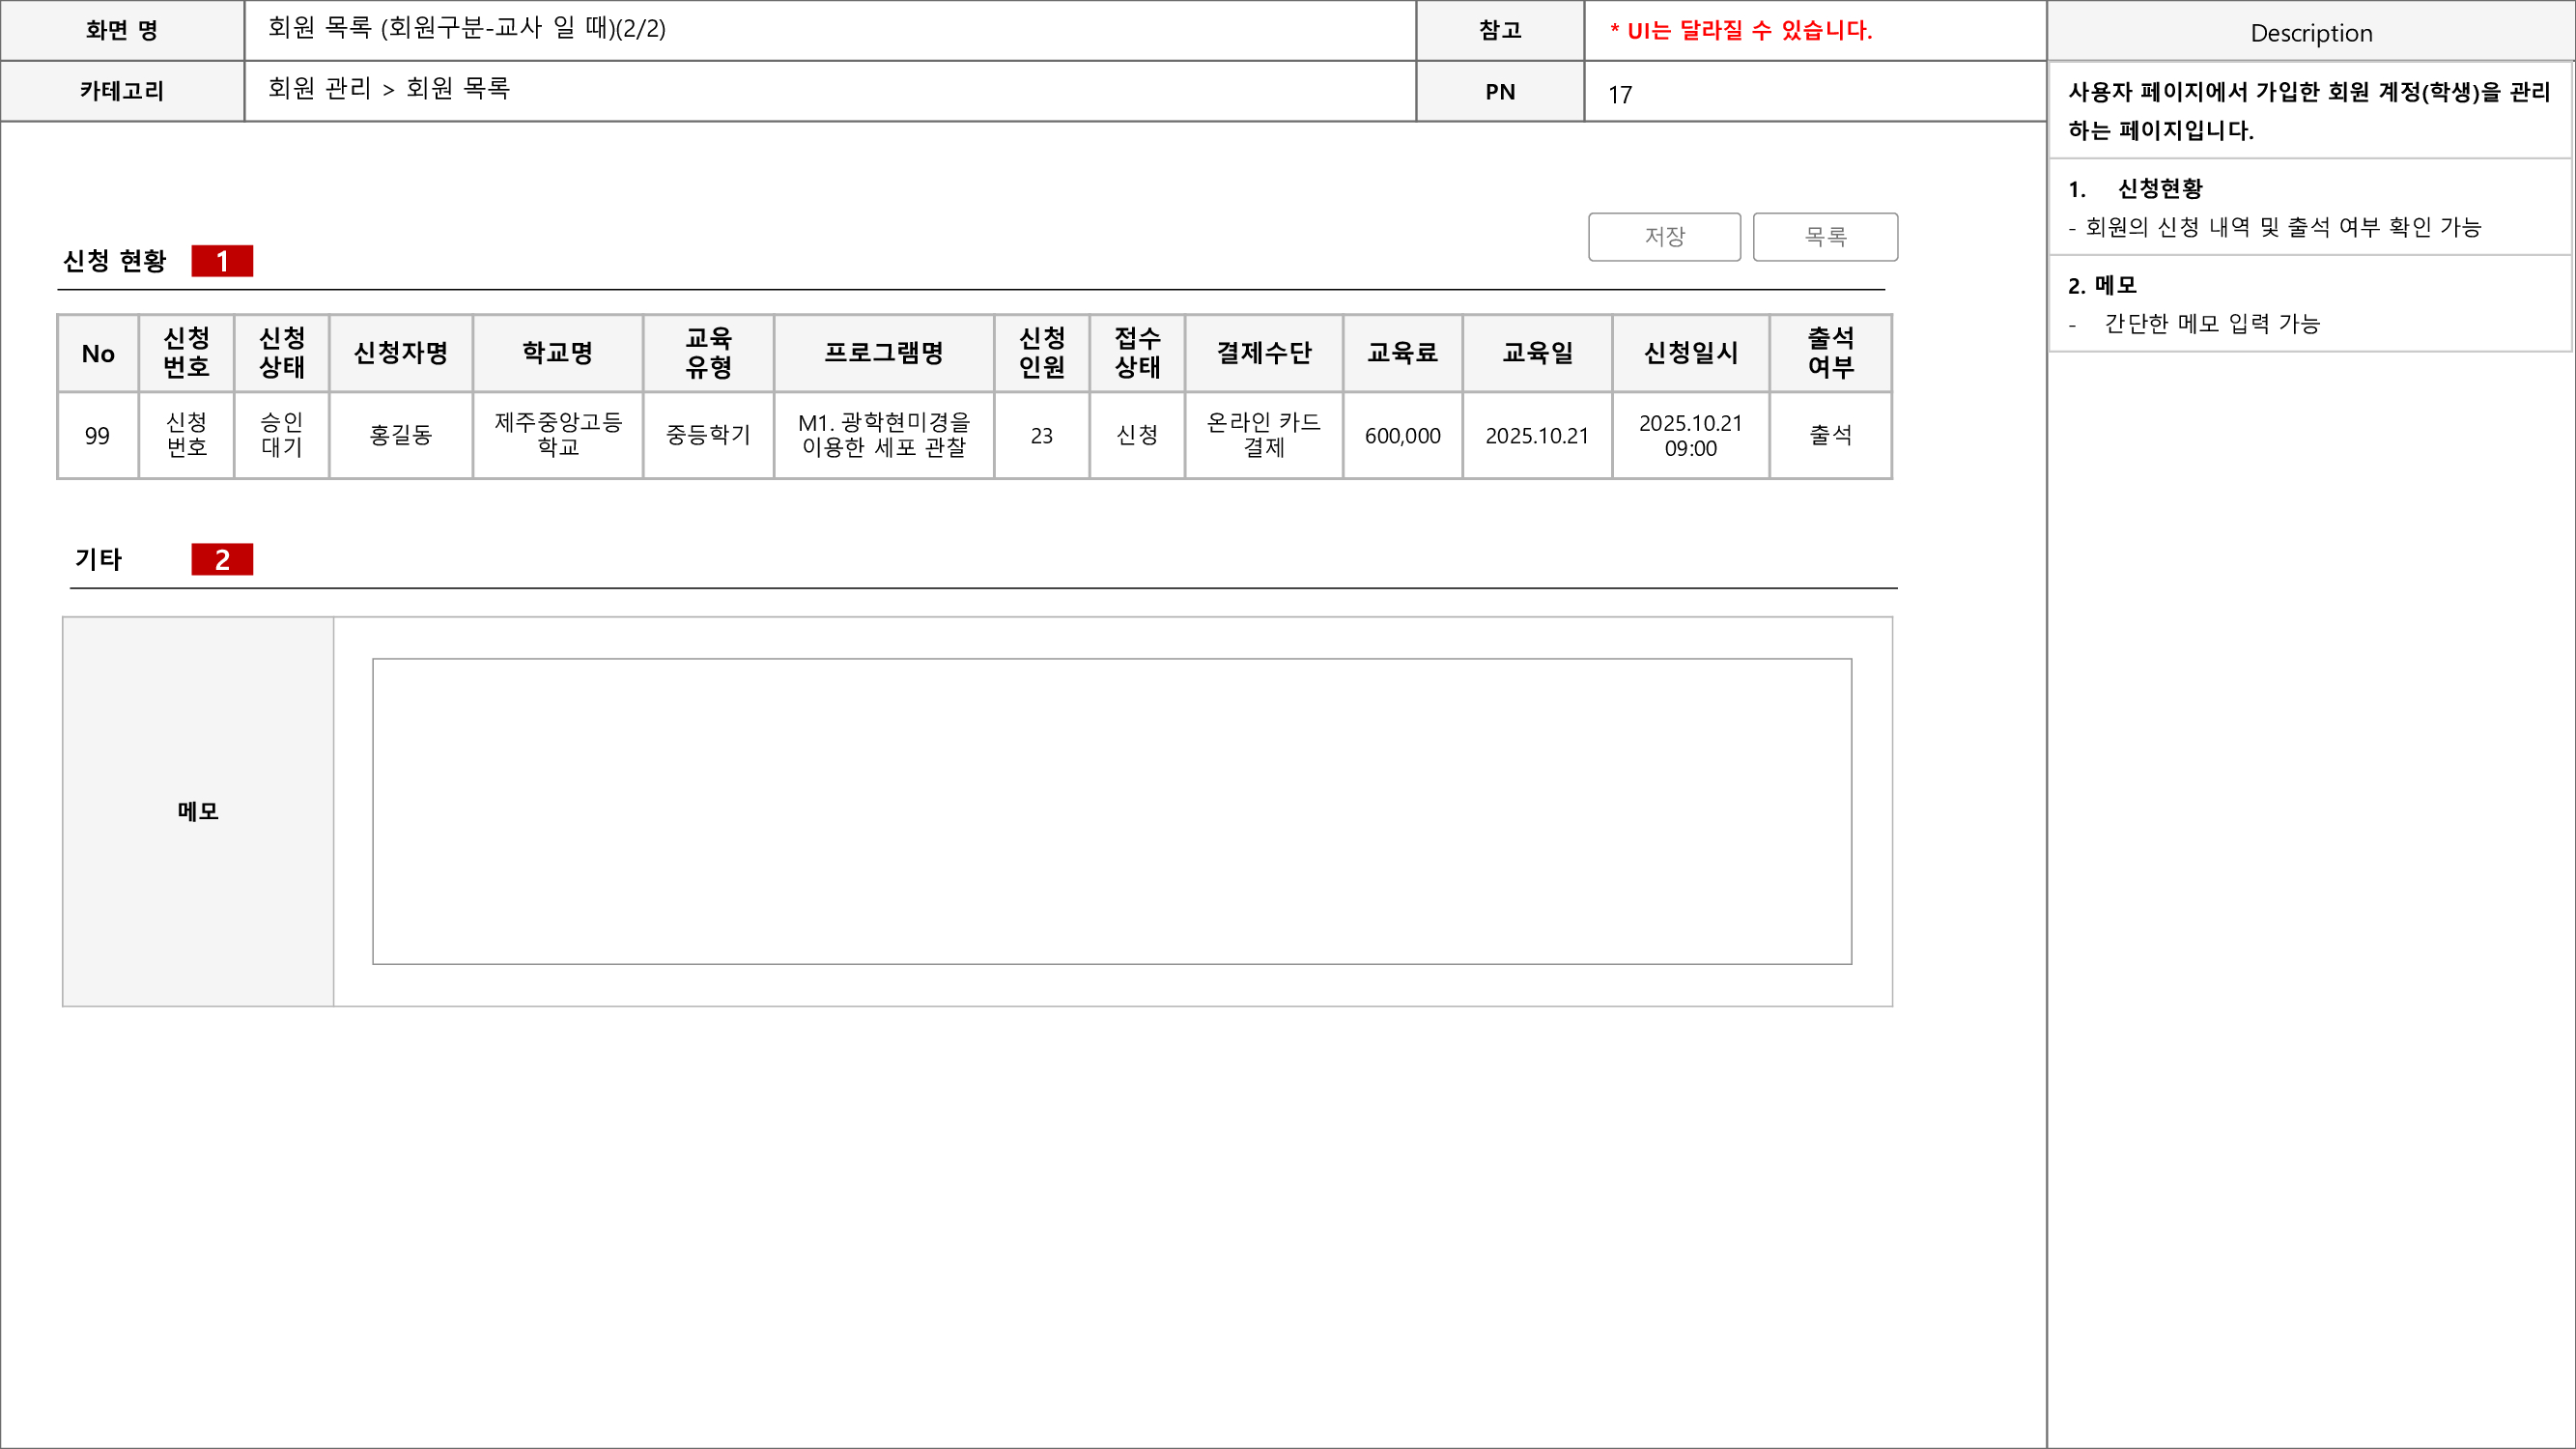 화면 명
회원 목록 (회원구분-교사 일 때)(2/2)
참고
* UI는 달라질 수 있습니다.
카테고리
회원 관리 > 회원 목록
PN
17
신청 현황
1
저장
목록
No
신청
번호
신청
상태
신청자명
학교명
교육
유형
프로그램명
신청
인원
접수
상태
결제수단
교육료
교육일
신청일시
출석
여부
99
신청
번호
승인
대기
홍길동
제주중앙고등
학교
중등학기
M1. 광학현미경을
이용한 세포 관찰
23
신청
온라인 카드
결제
600,000
2025.10.21
2025.10.21
09:00
출석
기타
2
메모
Description
사용자 페이지에서 가입한 회원 계정(학생)을 관리
하는 페이지입니다.
1. 신청현황
- 회원의 신청 내역 및 출석 여부 확인 가능
2. 메모
- 간단한 메모 입력 가능